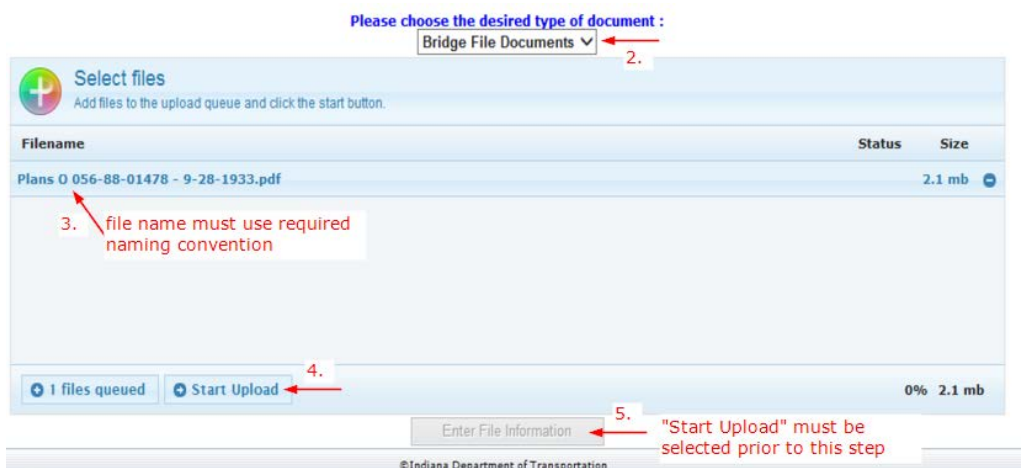 Please choose the desired type of document :
Bridge File Documents
2.
Select files
Add files to the upload queue and click the start button.
Filename Status Size
Plans O 056-88-01478 - 9-28-1933.pdf 2.1 mb
3. file name must use required
naming convention
4.
1 files queued Start Upload 0% 2.1 mb
5.
Enter File Information
"Start Upload" must be
selected prior to this step
©Indiana Department of Transportation